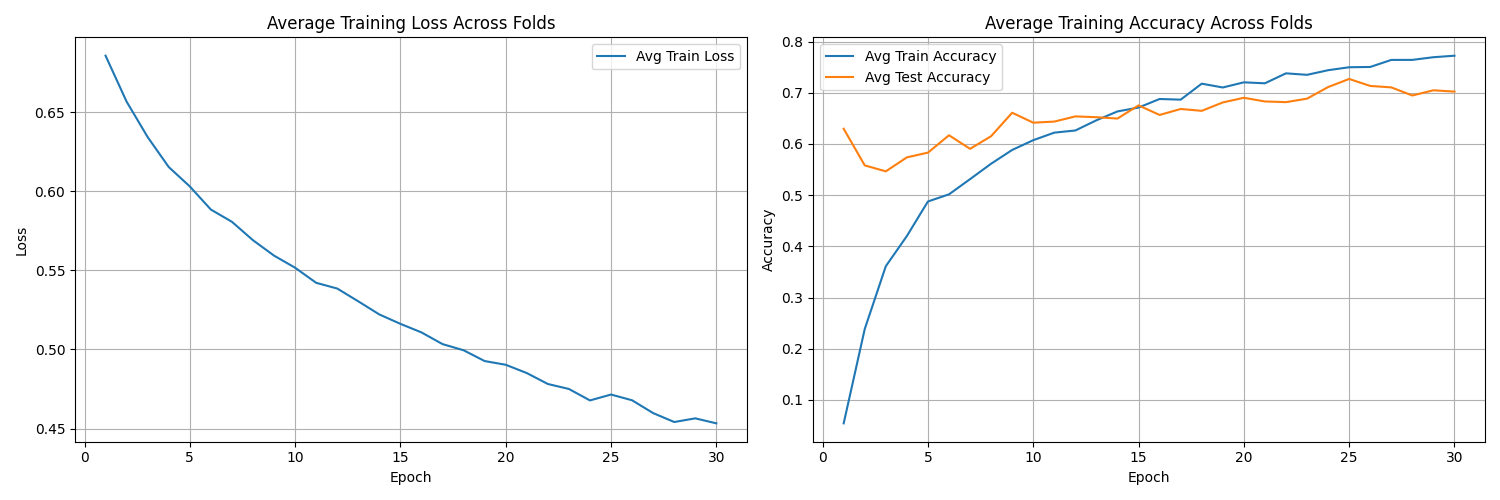 Average Training Loss Across Folds
Avg Train Loss
0.65
0.60
0.55
0.50
0.45
Loss
0 5 10 15 20 25 30
Epoch
Average Training Accuracy Across Folds
Avg Train Accuracy
Avg Test Accuracy
0.8
0.7
0.6
0.5
0.4
0.3
0.2
0.1
Accuracy
0 5 10 15 20 25 30
Epoch